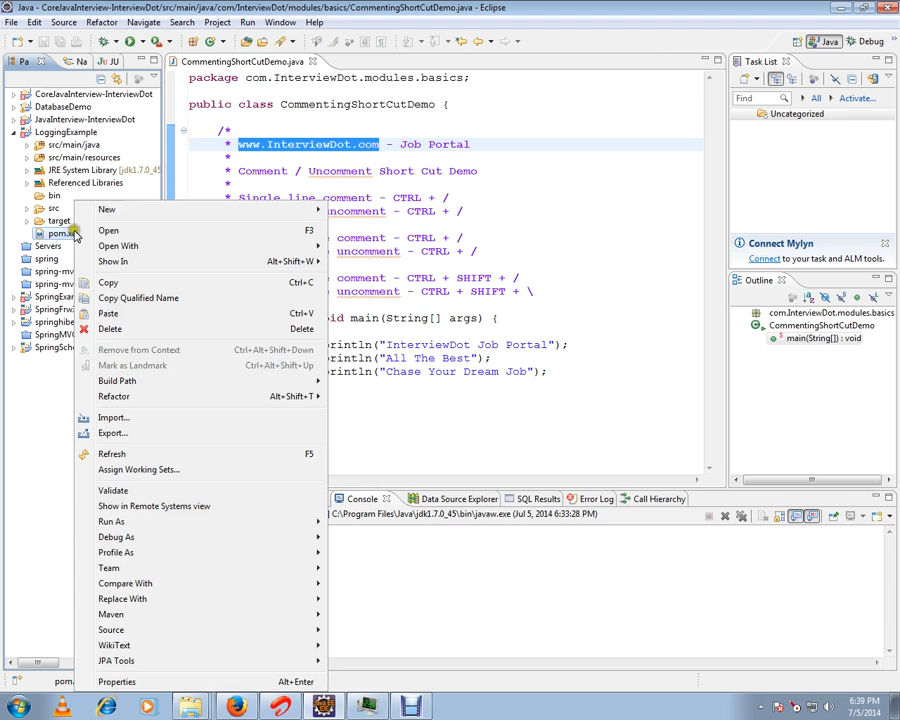 Java - CoreJavaInterview-InterviewDot/src/main/java/com/InterviewDot/modules/basics/CommentingShortCutDemo.java - Eclipse
File Edit Source Refactor Navigate Search Project Run Window Help
Java Debug
Pa Na JU
CoreJavaInterview-InterviewDot
DatabaseDemo
JavaInterview-InterviewDot
LoggingExample
src/main/java
src/main/resources
JRE System Library [jdk1.7.0_45]
Referenced Libraries
bin
src
target
Servers
spring
CommentingShortCutDemo.java
package com.InterviewDot.modules.basics;
public class CommentingShortCutDemo {
/*
* www.InterviewDot.com - Job Portal
*
* Comment / Uncomment Short Cut Demo
*
* Single line comment - CTRL + /
uncomment - CTRL + /
comment - CTRL + /
uncomment - CTRL + /
comment - CTRL + SHIFT + /
uncomment - CTRL + SHIFT + \
main(String[] args) {
println("InterviewDot Job Portal");
println("All The Best");
println("Chase Your Dream Job");
New
Open F3
Open With
Show In Alt+Shift+W
Copy Ctrl+C
Copy Qualified Name
Paste Ctrl+V
Delete Delete
Remove from Context Ctrl+Alt+Shift+Down
Mark as Landmark Ctrl+Alt+Shift+Up
Build Path
Refactor Alt+Shift+T
Import...
Export...
Refresh F5
Assign Working Sets...
Validate
Show in Remote Systems view
Run As
Debug As
Profile As
Team
Compare With
Replace With
Maven
Source
WikiText
JPA Tools
Properties Alt+Enter
Task List
Find All Activate...
Uncategorized
Connect Mylyn
Connect to your task and ALM tools.
Outline
com.InterviewDot.modules.basics
CommentingShortCutDemo
main(String[]) : void
Console Data Source Explorer SQL Results Error Log Call Hierarchy
C:\Program Files\Java\jdk1.7.0_45\bin\javaw.exe (Jul 5, 2014 6:33:28 PM)
6:39 PM
7/5/2014